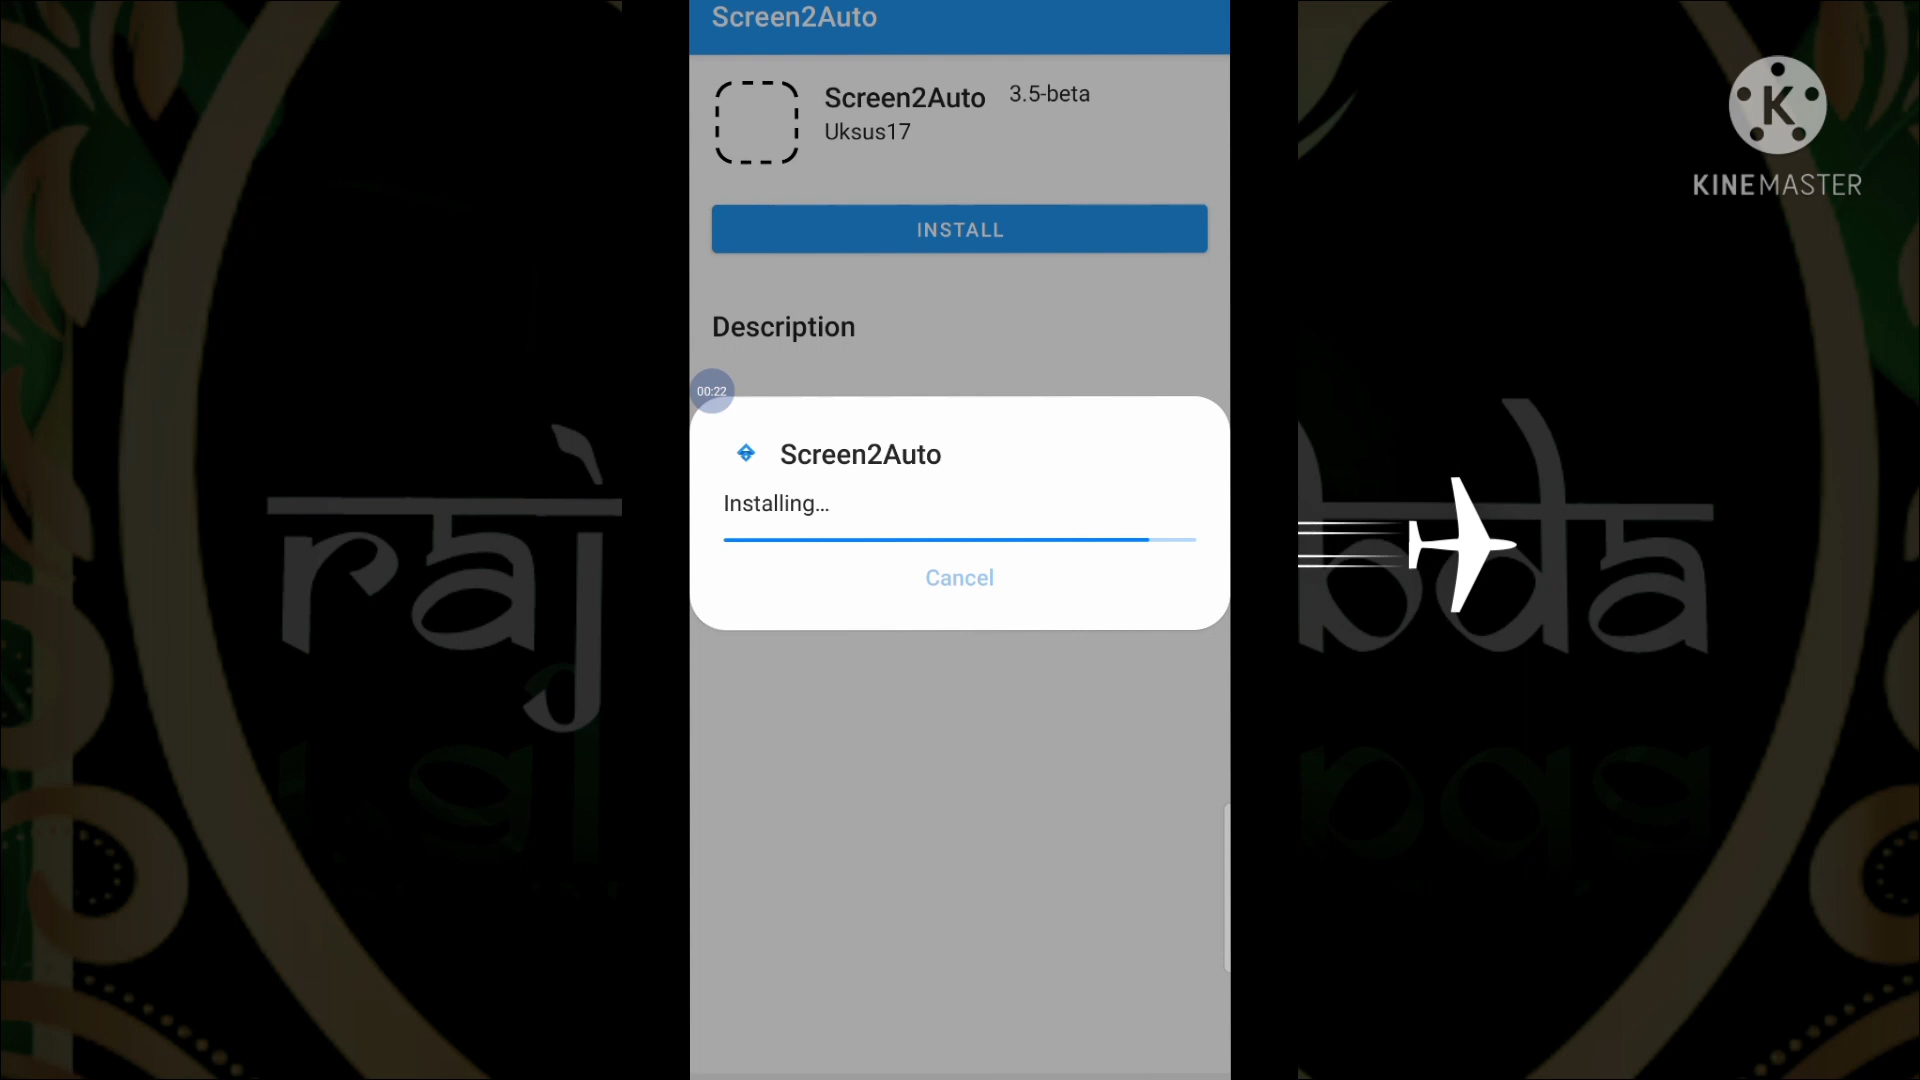 Screen2Auto
Screen2Auto 3.5-beta
Uksus17
INSTALL
Description
00:22
Screen2Auto
Installing...
Cancel
K
KINEMASTER
raj
bda